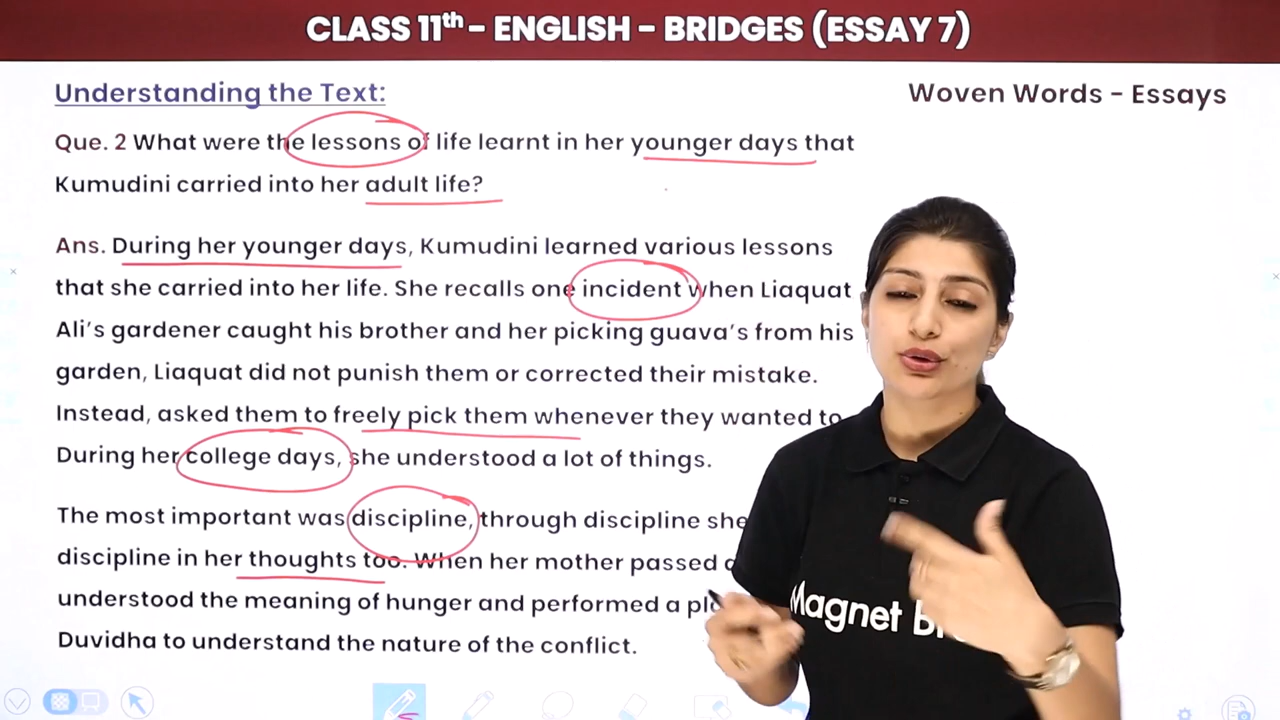 CLASS 11th - ENGLISH - BRIDGES (ESSAY 7)
Understanding the Text:
Woven Words - Essays
Que. 2 What were the lessons of life learnt in her younger days that
Kumudini carried into her adult life?
Ans. During her younger days, Kumudini learned various lessons
that she carried into her life. She recalls one incident when Liaquat
Ali's gardener caught his brother and her picking guava's from his
garden, Liaquat did not punish them or corrected their mistake.
Instead, asked them to freely pick them whenever they wanted to.
During her college days, she understood a lot of things.
The most important was discipline, through discipline she
discipline in her thoughts too. When her mother passed
understood the meaning of hunger and performed a
Duvidha to understand the nature of the conflict.
Magnet